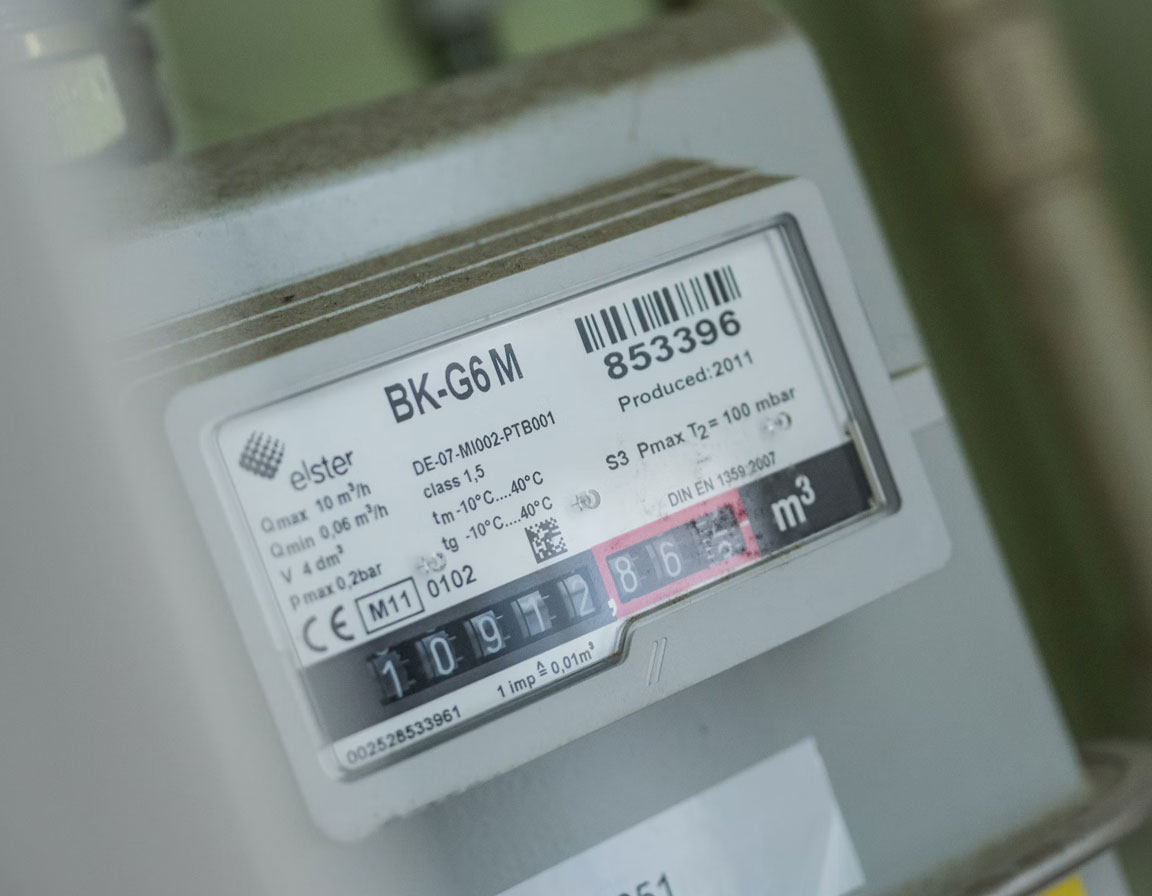 BK-G6 M
853396
Produced:2011
elster
DE-07-MI002-PTB001
class 1,5
Qmax 10 m³/h
tm -10°C....40°C
S3 Pmax T₂ = 100 mbar
Qmin 0,06 m³/h
tg -10°C....40°C
DIN EN 1359:2007
V 4 dm³
p max 0,2bar
CE M11 0102
10912,86 m³
1 imp ≙ 0,01m³
002528533961
051